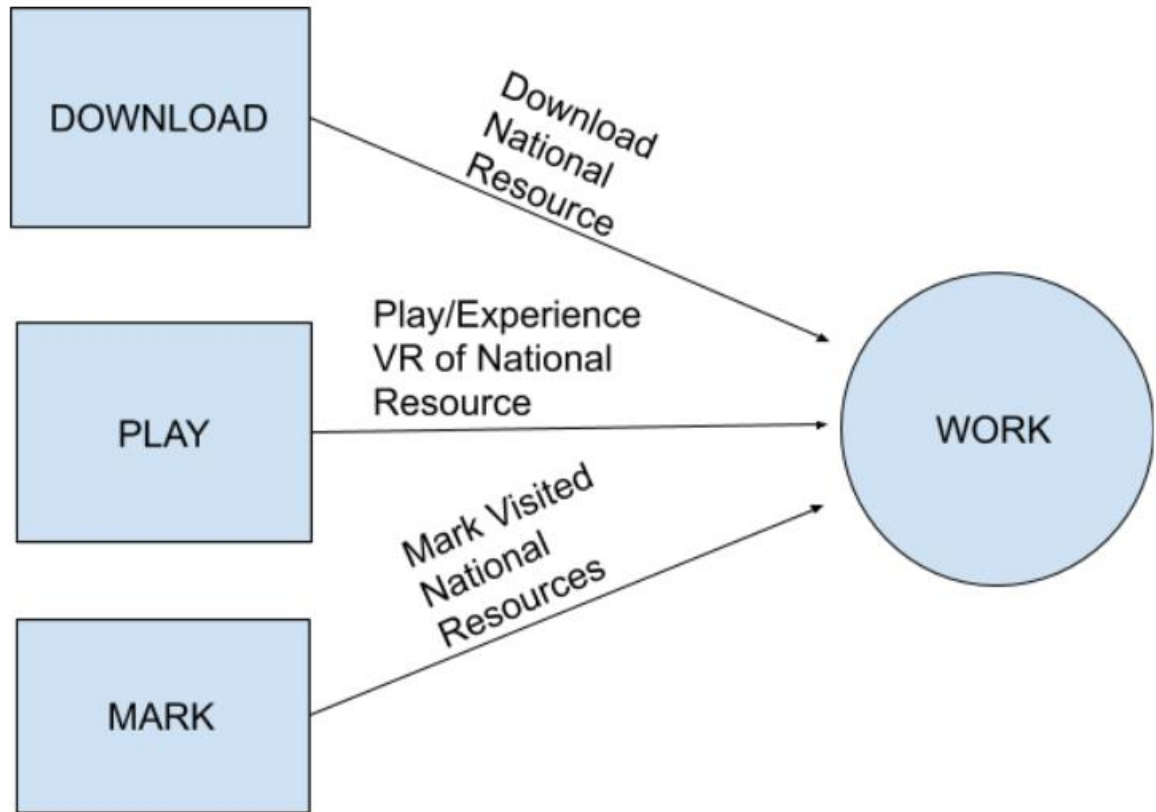 DOWNLOAD
Download
National
Resource
Play/Experience
VR of National
Resource
PLAY
WORK
Mark Visited
National
Resources
MARK